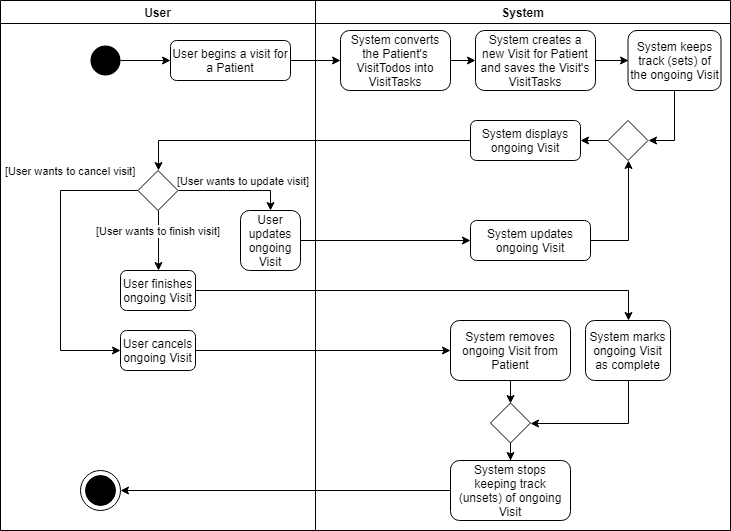 User
System
User begins a visit for
a Patient
System converts
the Patient's
VisitTodos into
VisitTasks
System creates a
new Visit for Patient
and saves the Visit's
VisitTasks
System keeps
track (sets) of
the ongoing Visit
System displays
ongoing Visit
[User wants to cancel visit]
[User wants to update visit]
[User wants to finish visit]
User
updates
ongoing
Visit
System updates
ongoing Visit
User finishes
ongoing Visit
User cancels
ongoing Visit
System removes
ongoing Visit from
Patient
System marks
ongoing Visit
as complete
System stops
keeping track
(unsets) of ongoing
Visit